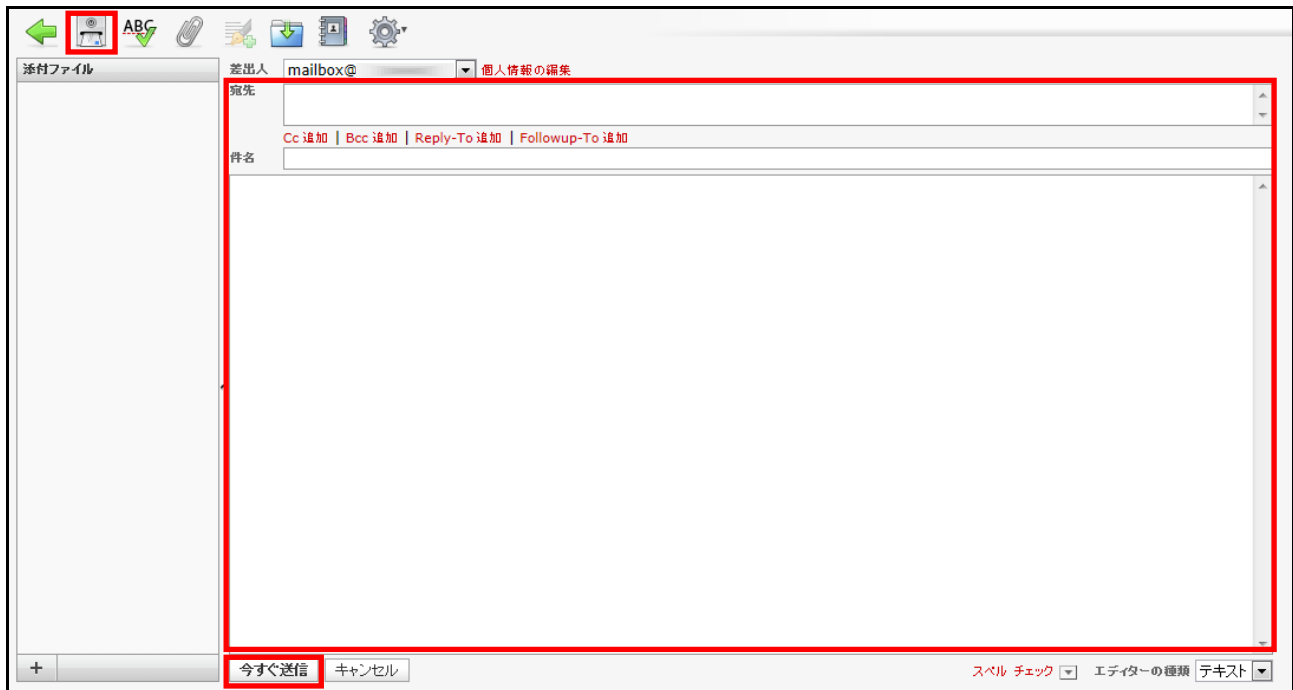 ABC
添付ファイル
差出人 mailbox@ 個人情報の編集
宛先
Cc 追加 | Bcc 追加 | Reply-To 追加 | Followup-To 追加
件名
+ 今すぐ送信 キャンセル スペル チェック エディターの種類 テキスト